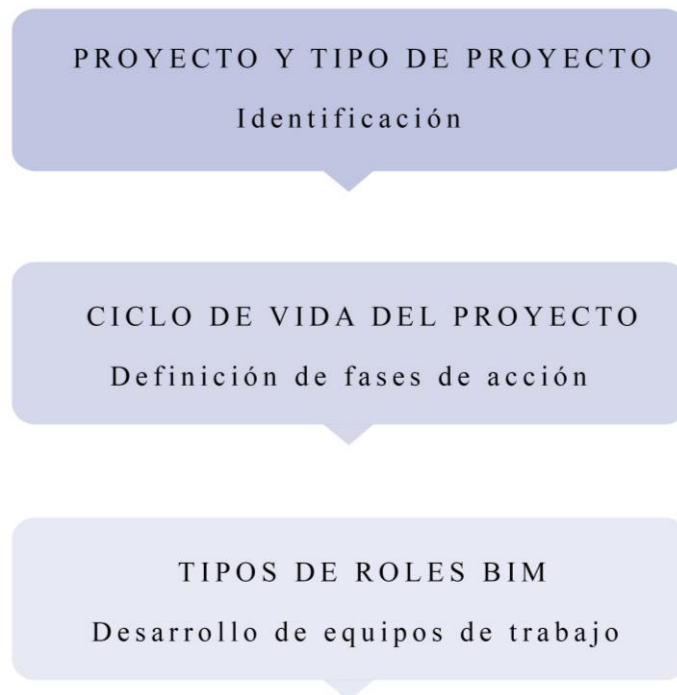 PROYECTO Y TIPO DE PROYECTO
Identificación
CICLO DE VIDA DEL PROYECTO
Definición de fases de acción
TIPOS DE ROLES BIM
Desarrollo de equipos de trabajo